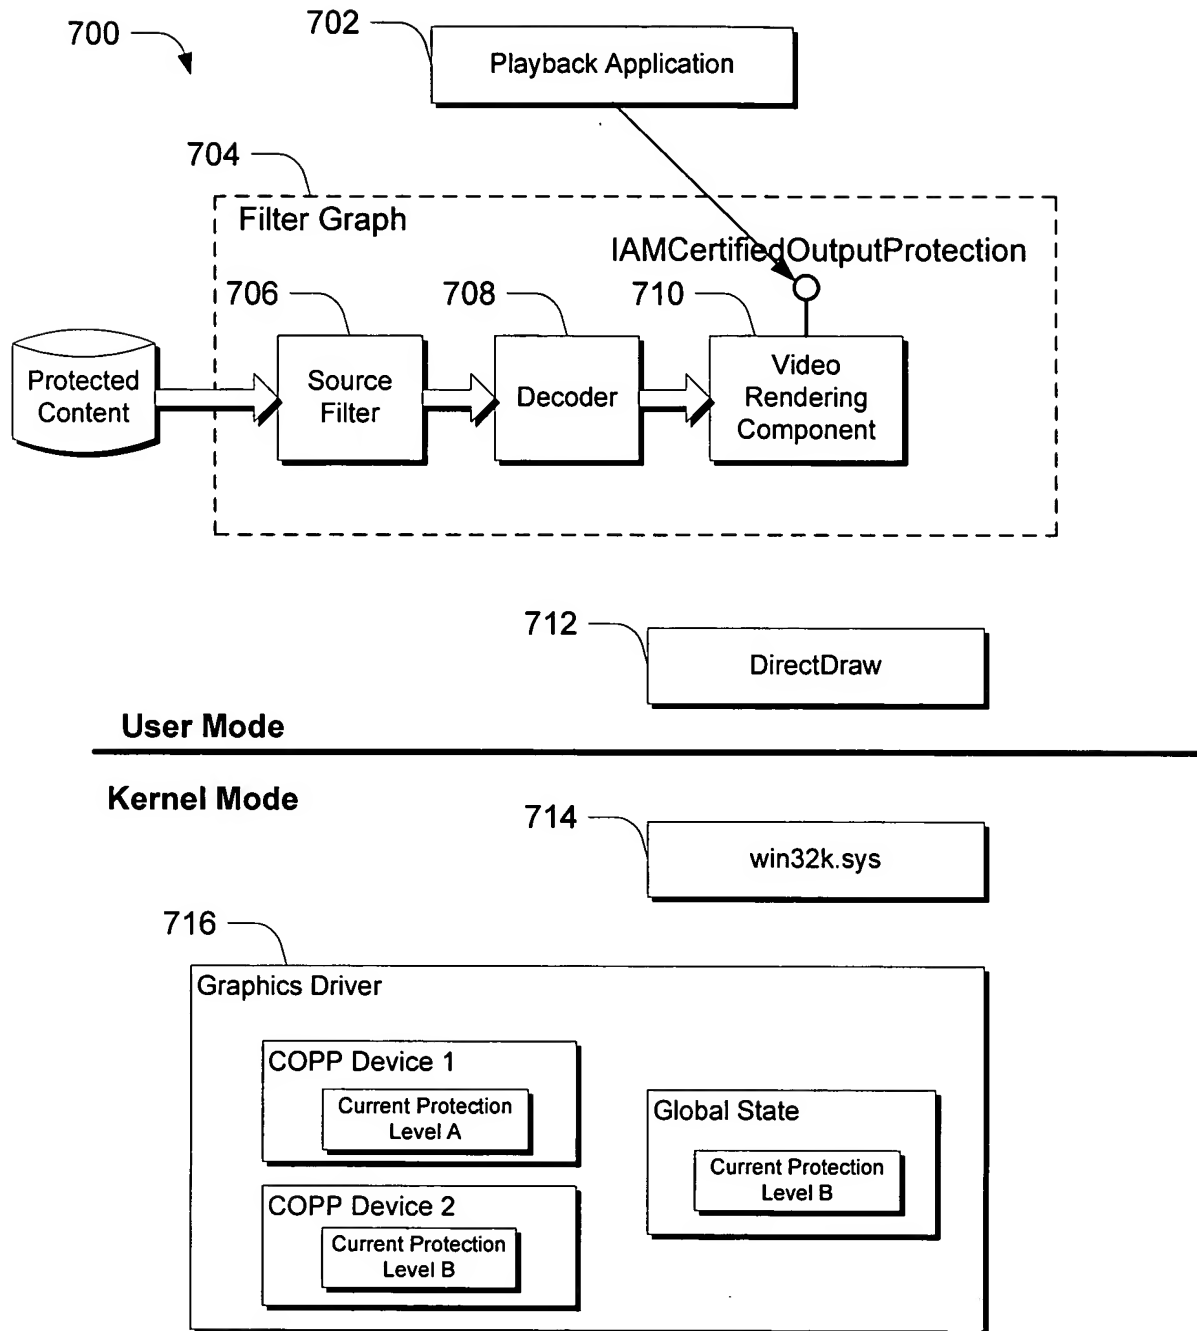 700
702
Playback Application
704
Filter Graph
IAMCertifiedOutputProtection
706
708
710
Protected
Content
Source
Filter
Decoder
Video
Rendering
Component
712
DirectDraw
User Mode
Kernel Mode
714
win32k.sys
716
Graphics Driver
COPP Device 1
Current Protection
Level A
Global State
Current Protection
Level B
COPP Device 2
Current Protection
Level B